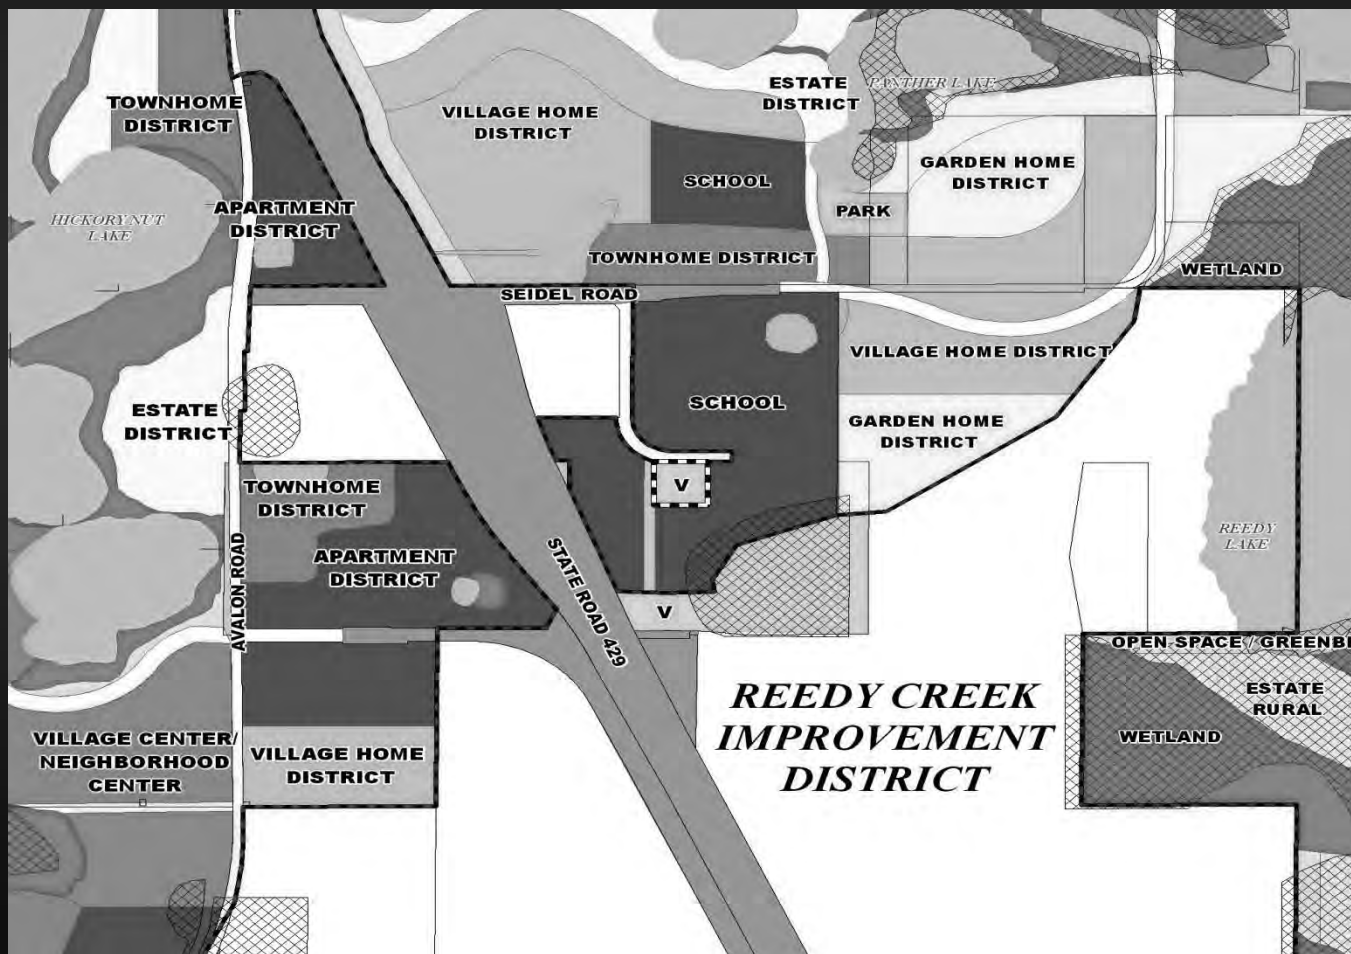 TOWNHOME
DISTRICT
VILLAGE HOME
DISTRICT
ESTATE
DISTRICT
PANTHER LAKE
SCHOOL
GARDEN HOME
DISTRICT
HICKORY NUT
LAKE
APARTMENT
DISTRICT
PARK
TOWNHOME DISTRICT
WETLAND
SEIDEL ROAD
VILLAGE HOME DISTRICT
ESTATE
DISTRICT
SCHOOL
GARDEN HOME
DISTRICT
TOWNHOME
DISTRICT
V
REEDY
LAKE
AVALON ROAD
APARTMENT
DISTRICT
STATE ROAD 429
V
OPEN SPACE / GREENBE
ESTATE
RURAL
REEDY CREEK
IMPROVEMENT
DISTRICT
WETLAND
VILLAGE CENTER/
NEIGHBORHOOD
CENTER
VILLAGE HOME
DISTRICT